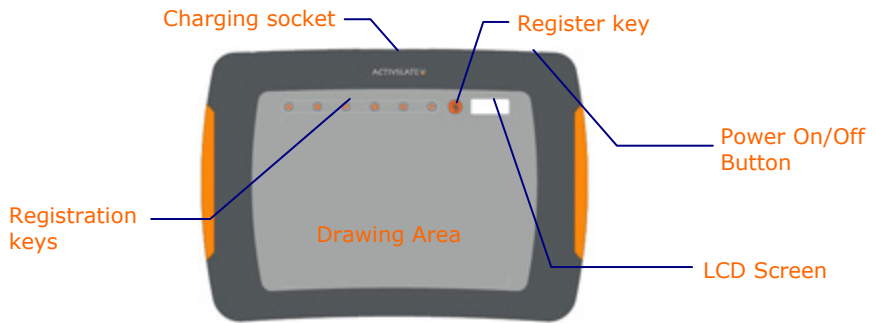 Charging socket
Register key
ACTIVSLATE
Power On/Off
Button
Registration
keys
Drawing Area
LCD Screen